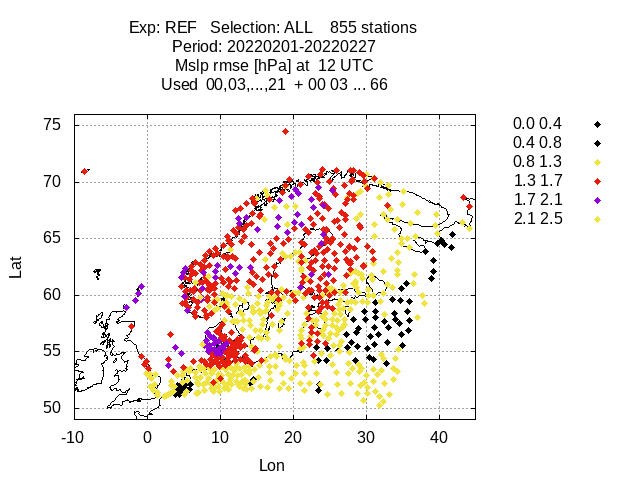 Exp: REF   Selection: ALL    855 stations
Period: 20220201-20220227
Mslp rmse [hPa] at  12 UTC
Used  00,03,...,21  + 00 03 ... 66
75
70
65
60
55
50
-10 0 10 20 30 40
Lat
Lon
0.0 0.4
0.4 0.8
0.8 1.3
1.3 1.7
1.7 2.1
2.1 2.5